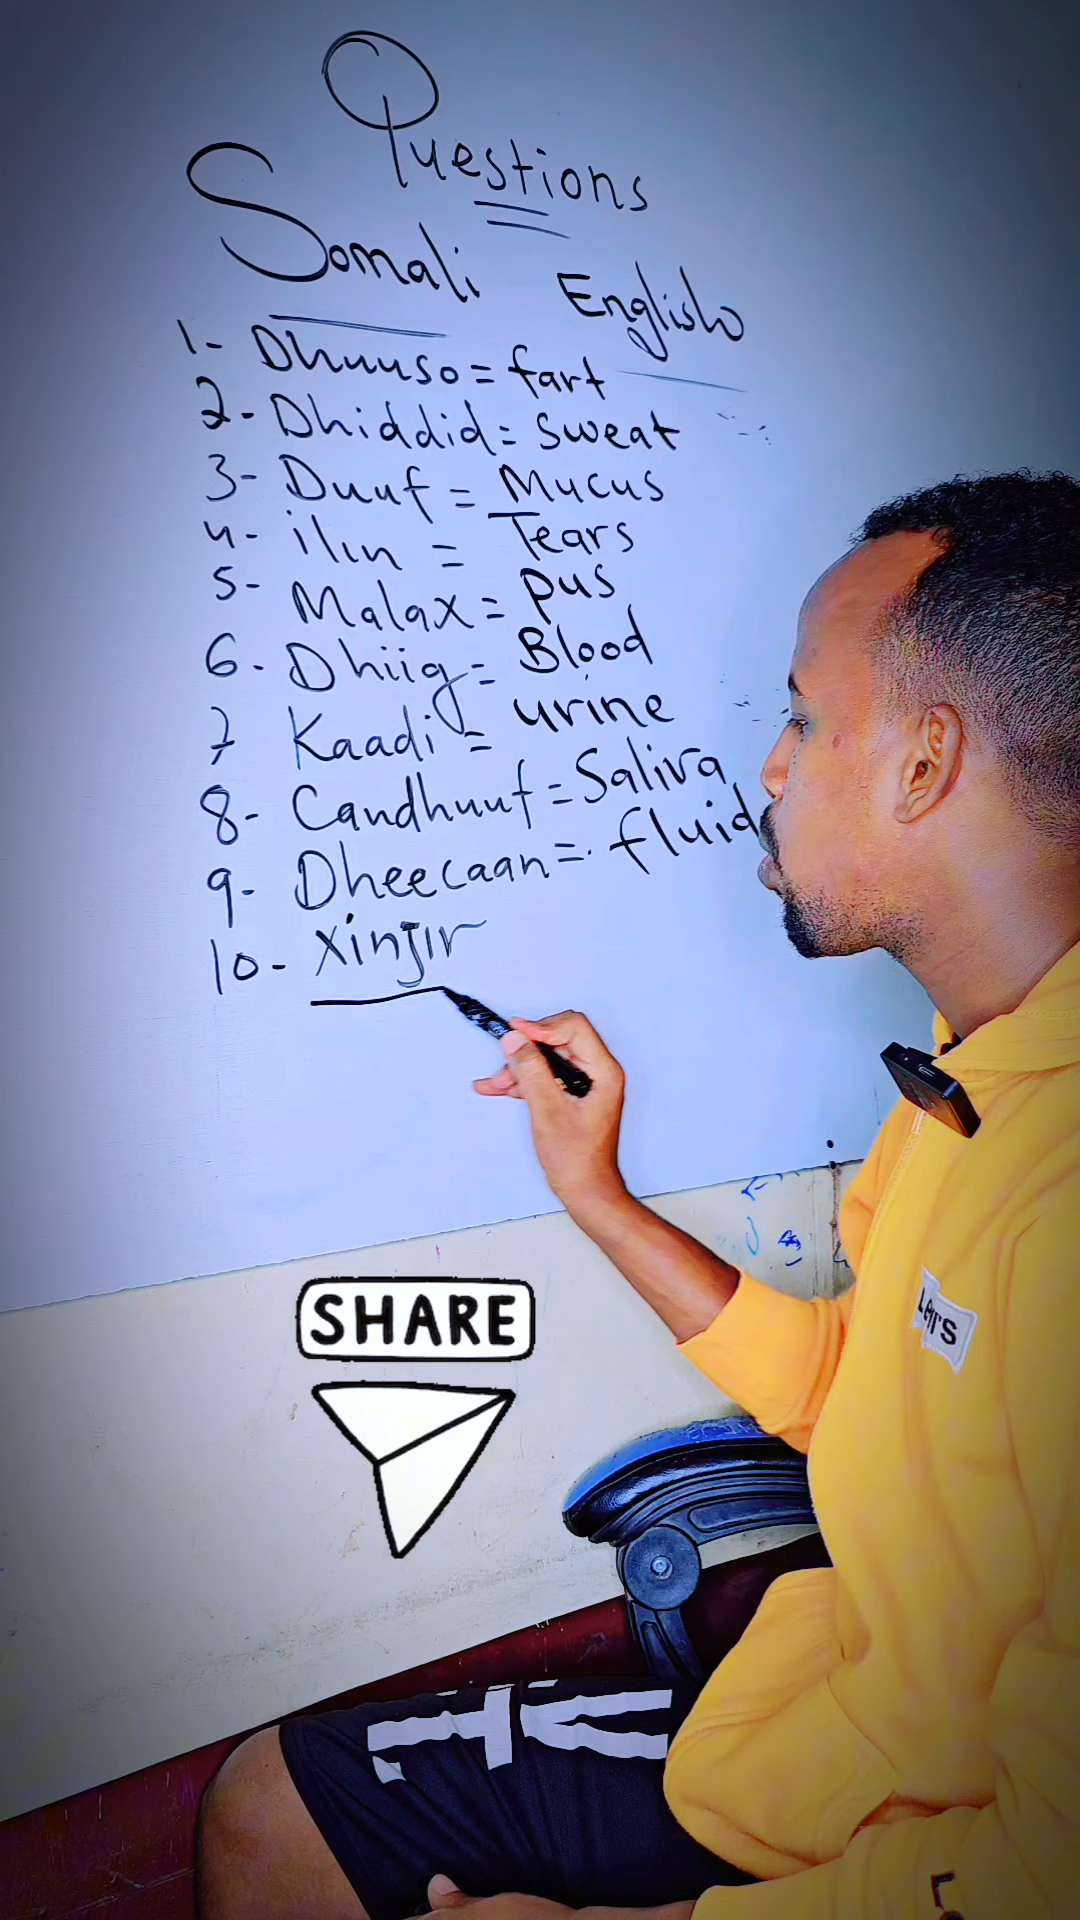 Questions
Somali English
1- Dhuuso = fart
2- Dhiddid = Sweat
3- Duuf = Mucus
4- ilin = Tears
5- Malax = pus
6- Dhiig = Blood
7 Kaadi = urine
8- Candhuuf = Saliva
9- Dheecaan = fluid
10- Xinjir
SHARE